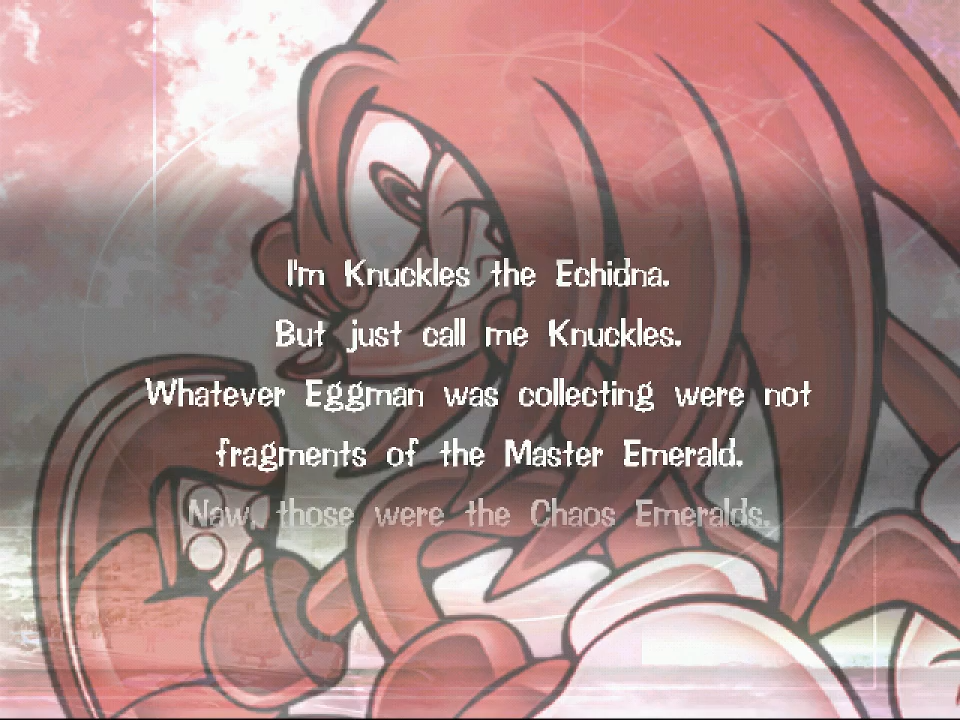 I'm Knuckles the Echidna.
But just call me Knuckles.
Whatever Eggman was collecting were not
fragments of the Master Emerald.
Naw, those were the Chaos Emeralds.